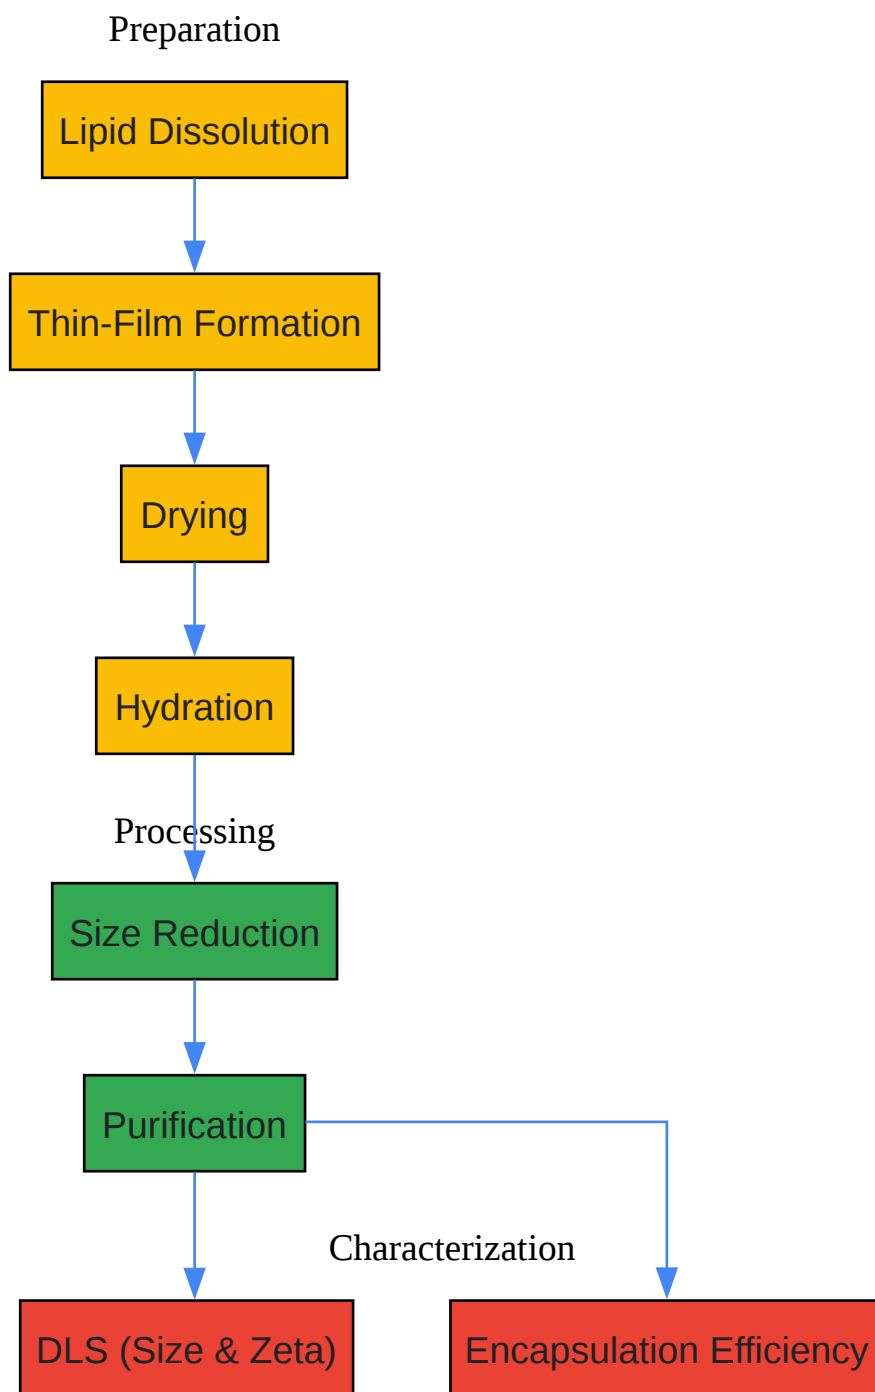 Preparation
Lipid Dissolution
Thin-Film Formation
Drying
Hydration
Processing
Size Reduction
Purification
Characterization
DLS (Size & Zeta)
Encapsulation Efficiency